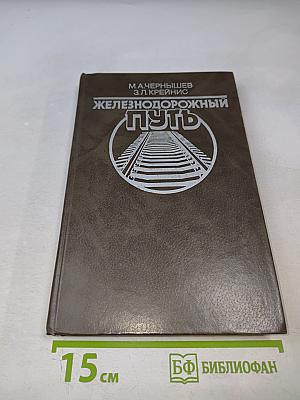 М.А.ЧЕРНЫШЕВ
З.Л.КРЕЙНИС
ЖЕЛЕЗНОДОРОЖНЫЙ
ПУТЬ
15 см
БФ БИБЛИОФАН